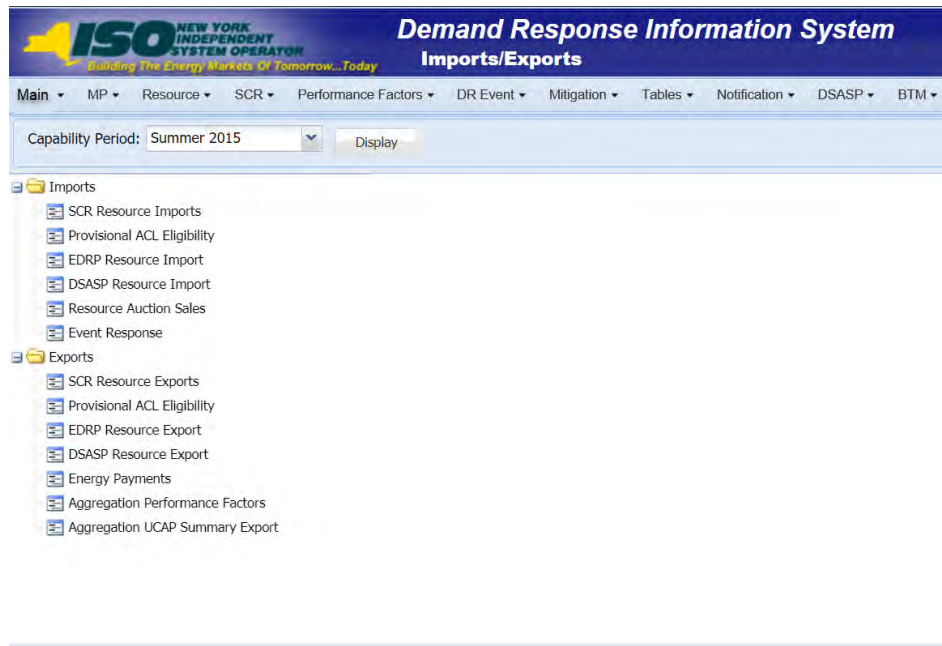 ISO NEW YORK
INDEPENDENT
SYSTEM OPERATOR
Building The Energy Markets Of Tomorrow...Today
Demand Response Information System
Imports/Exports
Main MP Resource SCR Performance Factors DR Event Mitigation Tables Notification DSASP BTM
Capability Period: Summer 2015 Display
Imports
SCR Resource Imports
Provisional ACL Eligibility
EDRP Resource Import
DSASP Resource Import
Resource Auction Sales
Event Response
Exports
SCR Resource Exports
Provisional ACL Eligibility
EDRP Resource Export
DSASP Resource Export
Energy Payments
Aggregation Performance Factors
Aggregation UCAP Summary Export